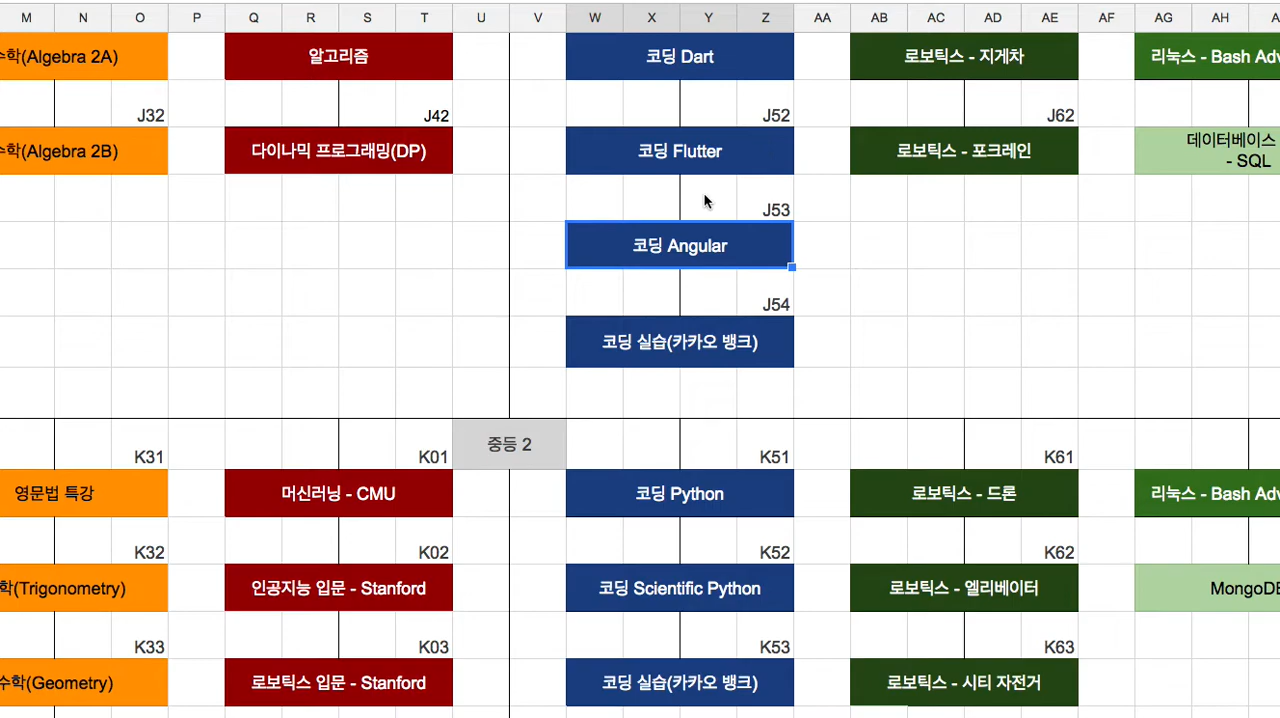 M N O P Q R S T U V W X Y Z AA AB AC AD AE AF AG AH
수학(Algebra 2A) 알고리즘 코딩 Dart 로보틱스 - 지게차 리눅스 - Bash
J32 J42 J52 J62
수학(Algebra 2B) 다이나믹 프로그래밍(DP) 코딩 Flutter 로보틱스 - 포크레인 데이터베이스
- SQL
J53
코딩 Angular
J54
코딩 실습(카카오 뱅크)
중등 2
K31 K01 K51 K61
영문법 특강 머신러닝 - CMU 코딩 Python 로보틱스 - 드론 리눅스 - Bash
K32 K02 K52 K62
(Trigonometry) 인공지능 입문 - Stanford 코딩 Scientific Python 로보틱스 - 엘리베이터 MongoDB
K33 K03 K53 K63
수학(Geometry) 로보틱스 입문 - Stanford 코딩 실습(카카오 뱅크) 로보틱스 - 시티 자전거